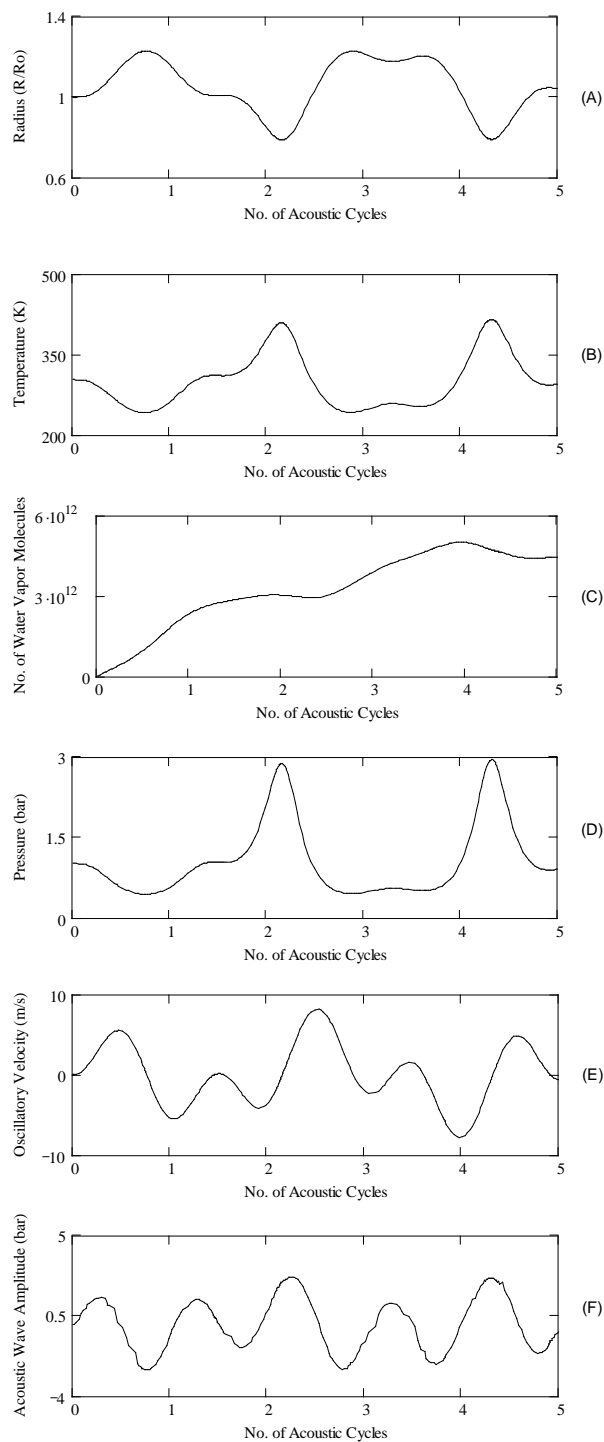 1.4
1
0.6
Radius (R/Ro)
0 1 2 3 4 5
No. of Acoustic Cycles
(A)
500
350
200
Temperature (K)
0 1 2 3 4 5
No. of Acoustic Cycles
(B)
6·10^12
3·10^12
0
No. of Water Vapor Molecules
0 1 2 3 4 5
No. of Acoustic Cycles
(C)
3
1.5
0
Pressure (bar)
0 1 2 3 4 5
No. of Acoustic Cycles
(D)
10
0
−10
Oscillatory Velocity (m/s)
0 1 2 3 4 5
No. of Acoustic Cycles
(E)
5
0.5
−4
Acoustic Wave Amplitude (bar)
0 1 2 3 4 5
No. of Acoustic Cycles
(F)